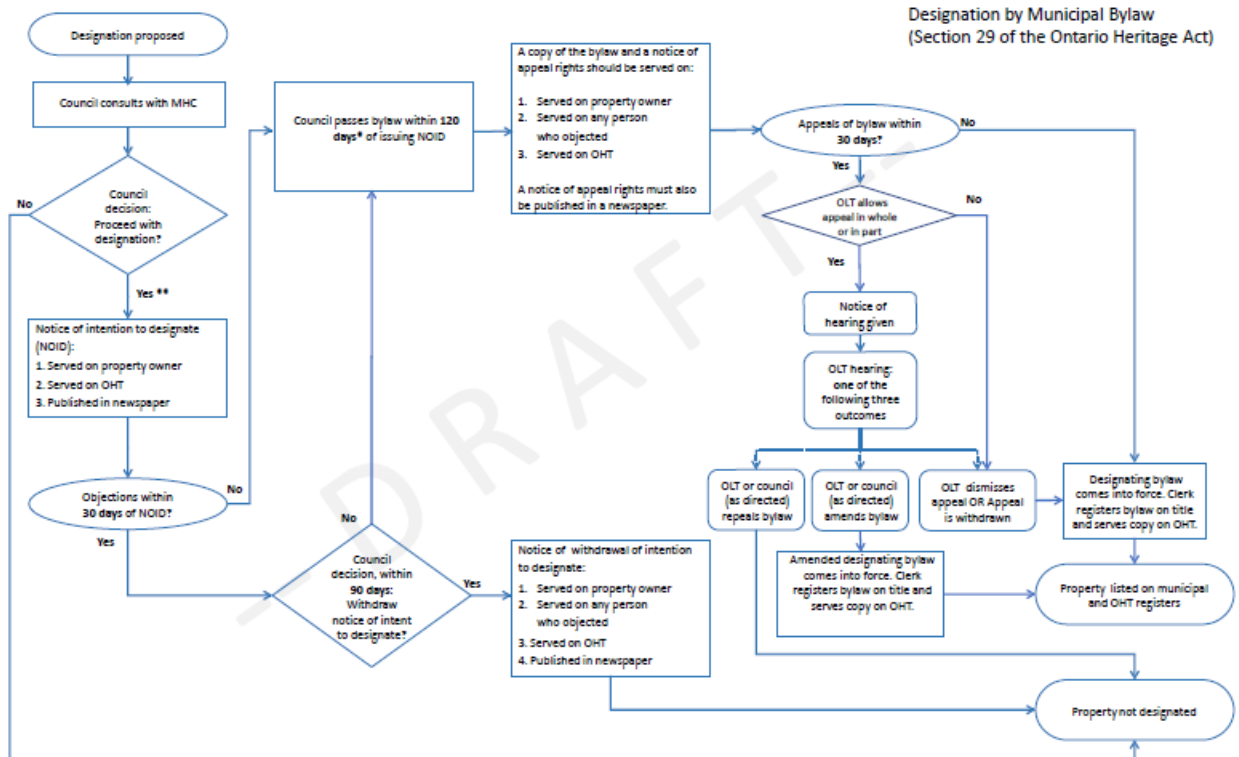 Designation by Municipal Bylaw
(Section 29 of the Ontario Heritage Act)
Designation proposed
Council consults with MHC
Council
decision:
Proceed with
designation?
No
Yes **
Notice of intention to designate
(NOID):
1. Served on property owner
2. Served on OHT
3. Published in newspaper
Objections within
30 days of NOID?
No
Yes
Council passes bylaw within 120
days* of issuing NOID
No
Council
decision, within
90 days:
Withdraw
notice of intent
to designate?
Yes
A copy of the bylaw and a notice of
appeal rights should be served on:
1. Served on property owner
2. Served on any person
who objected
3. Served on OHT
A notice of appeal rights must also
be published in a newspaper.
Notice of withdrawal of intention
to designate:
1. Served on property owner
2. Served on any person
who objected
3. Served on OHT
4. Published in newspaper
Appeals of bylaw within
30 days?
No
Yes
OLT allows
appeal in whole
or in part
No
Yes
Notice of
hearing given
OLT hearing:
one of the
following three
outcomes
OLT or council
(as directed)
repeals bylaw
OLT or council
(as directed)
amends bylaw
OLT dismisses
appeal OR Appeal
is withdrawn
Designating bylaw
comes into force. Clerk
registers bylaw on title
and serves copy on OHT.
Amended designating bylaw
comes into force. Clerk
registers bylaw on title and
serves copy on OHT.
Property listed on municipal
and OHT registers
Property not designated
-- DRAFT --